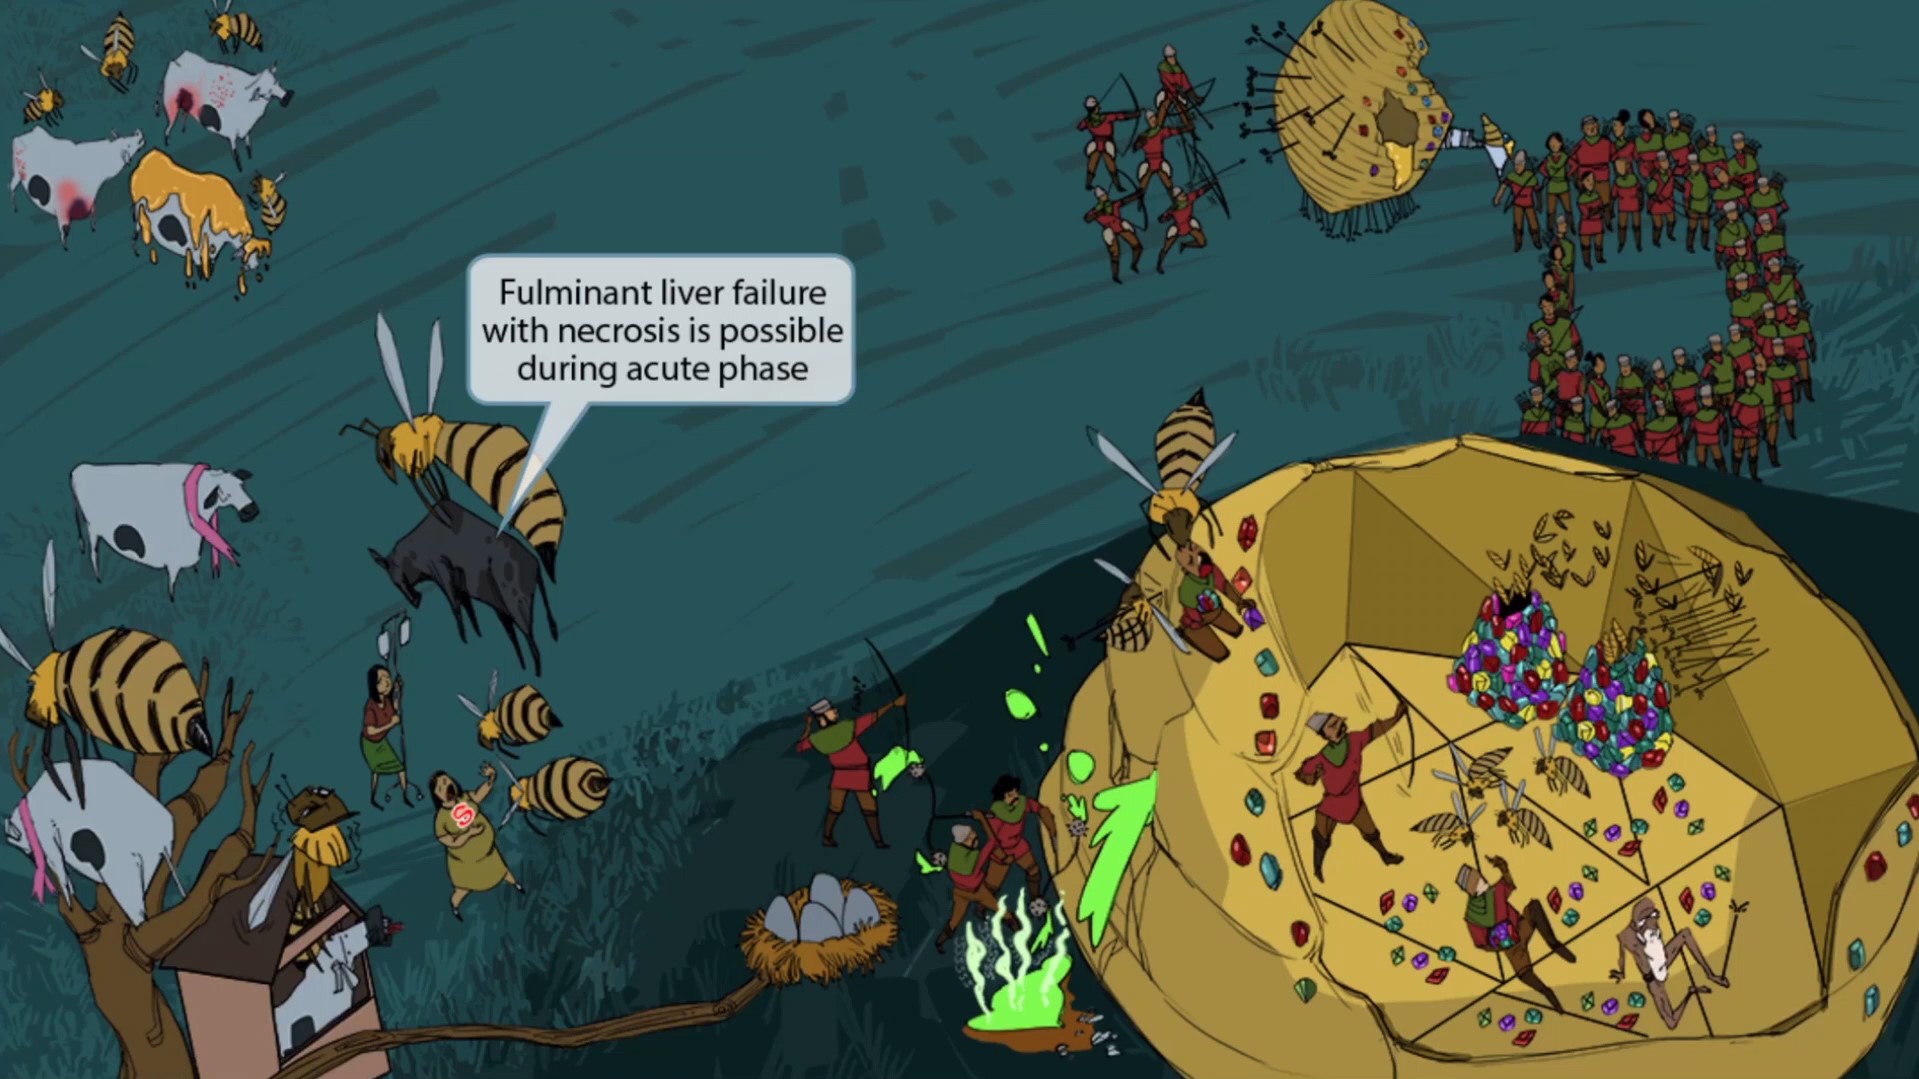 Fulminant liver failure
with necrosis is possible
during acute phase
S